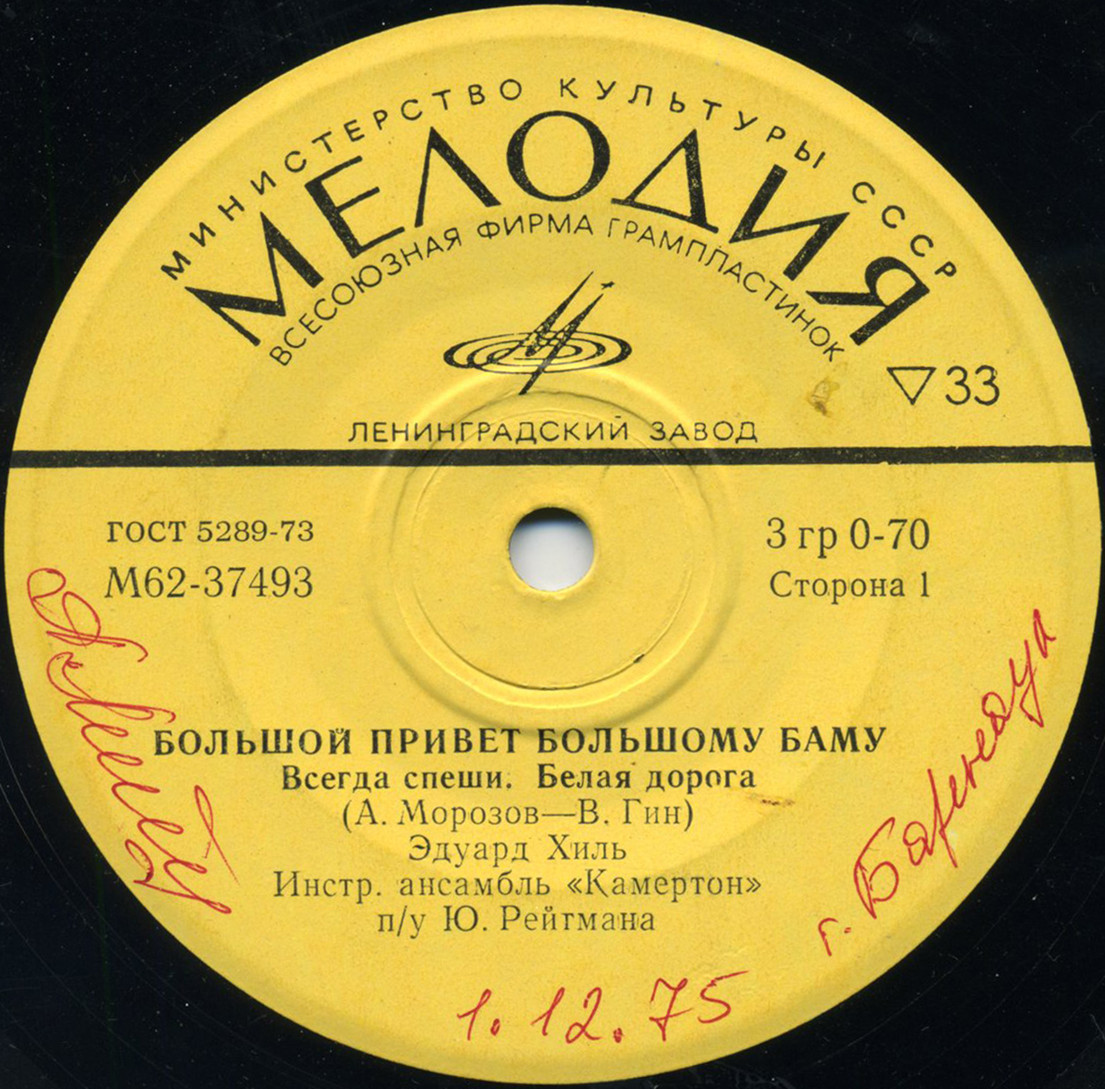 МИНИСТЕРСТВО КУЛЬТУРЫ СССР
МЕЛОДИЯ
ВСЕСОЮЗНАЯ ФИРМА ГРАМПЛАСТИНОК
▽33
ЛЕНИНГРАДСКИЙ ЗАВОД
ГОСТ 5289-73
М62-37493
3 гр 0-70
Сторона 1
БОЛЬШОЙ ПРИВЕТ БОЛЬШОМУ БАМУ
Всегда спеши. Белая дорога
(А. Морозов—В. Гин)
Эдуард Хиль
Инстр. ансамбль «Камертон»
п/у Ю. Рейтмана
г.
1.12.75